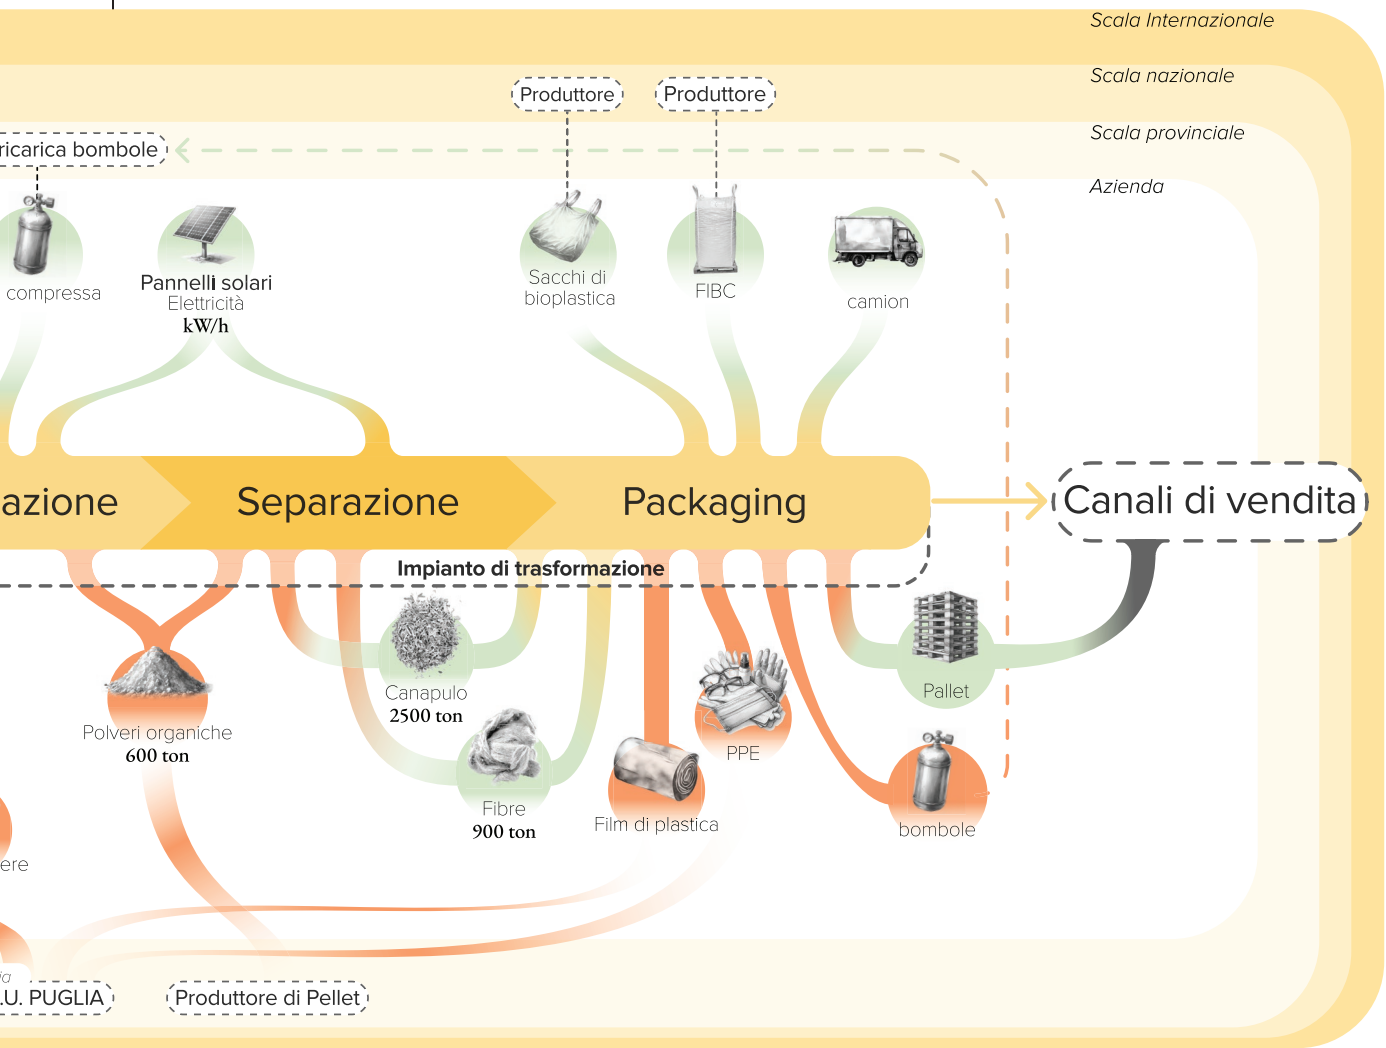 Scala Internazionale
Scala nazionale
Produttore
Produttore
Scala provinciale
ricarica bombole
Azienda
compressa
Pannelli solari
Elettricità
kW/h
Sacchi di
bioplastica
FIBC
camion
azione
Separazione
Packaging
Canali di vendita
Impianto di trasformazione
Canapulo
2500 ton
Pallet
Polveri organiche
600 ton
PPE
Fibre
900 ton
Film di plastica
bombole
ere
ia
.U. PUGLIA
Produttore di Pellet